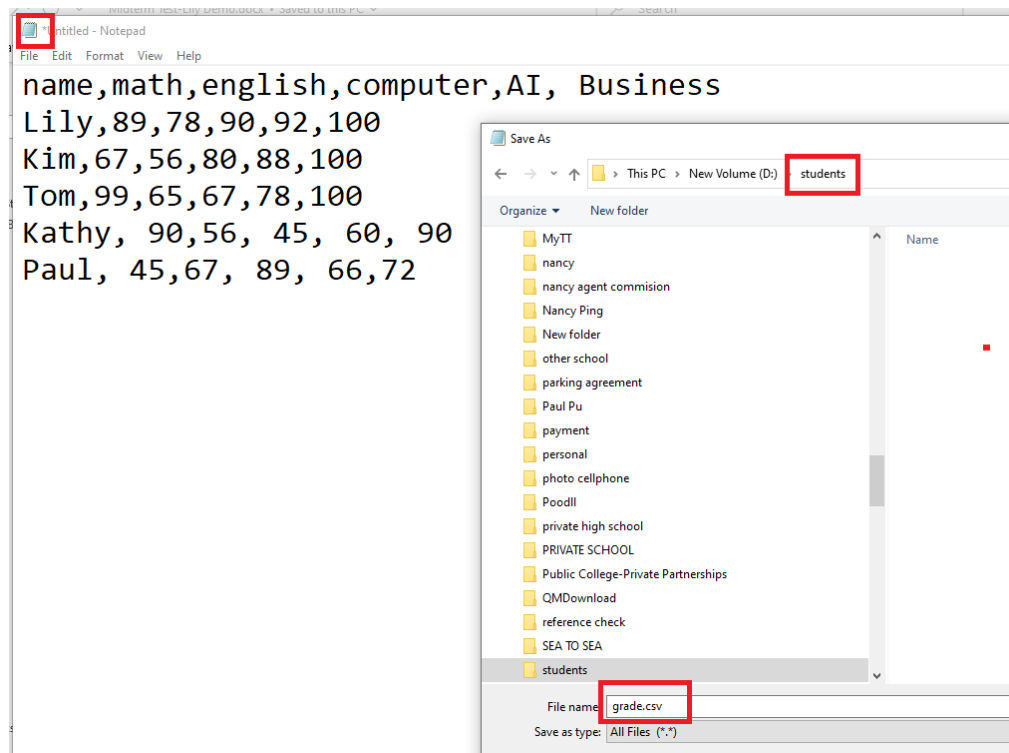 Midterm Test-Lily Demo.docx • Saved to this PC
Search
*Untitled - Notepad
File Edit Format View Help
name,math,english,computer,AI, Business
Lily,89,78,90,92,100
Kim,67,56,80,88,100
Tom,99,65,67,78,100
Kathy, 90,56, 45, 60, 90
Paul, 45,67, 89, 66,72
Save As
This PC > New Volume (D:) students
Organize New folder
Name
MyTT
nancy
nancy agent commision
Nancy Ping
New folder
other school
parking agreement
Paul Pu
payment
personal
photo cellphone
Poodll
private high school
PRIVATE SCHOOL
Public College-Private Partnerships
QMDownload
reference check
SEA TO SEA
students
File name: grade.csv
Save as type: All Files (*.*)